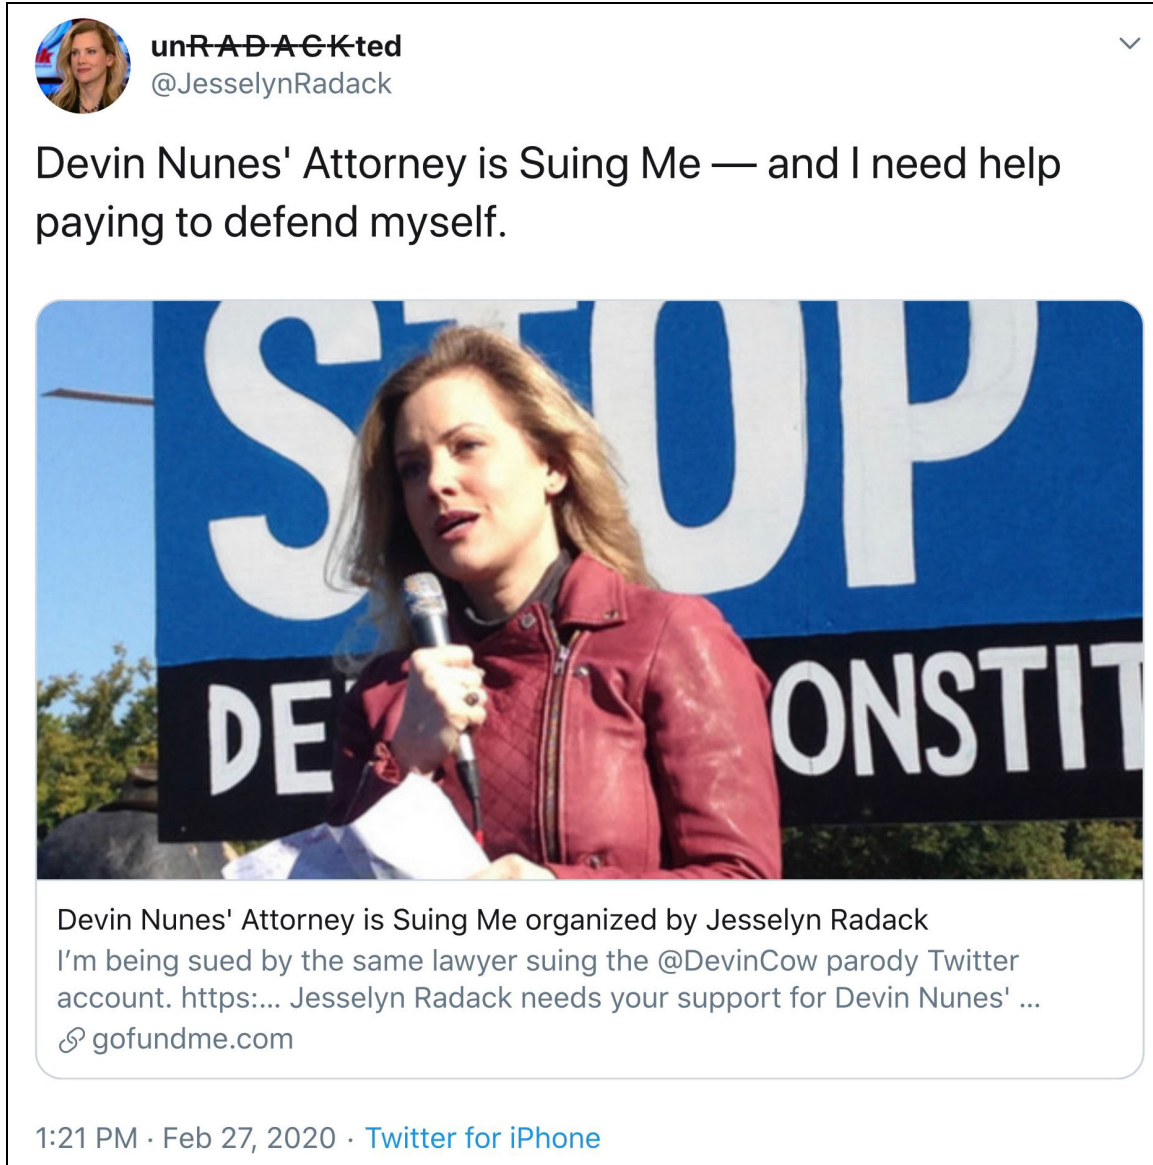 unRADACKted
@JesselynRadack
Devin Nunes' Attorney is Suing Me — and I need help
paying to defend myself.
STOP
DE
ONSTIT
Devin Nunes' Attorney is Suing Me organized by Jesselyn Radack
I’m being sued by the same lawyer suing the @DevinCow parody Twitter
account. https:... Jesselyn Radack needs your support for Devin Nunes' ...
gofundme.com
1:21 PM · Feb 27, 2020 · Twitter for iPhone